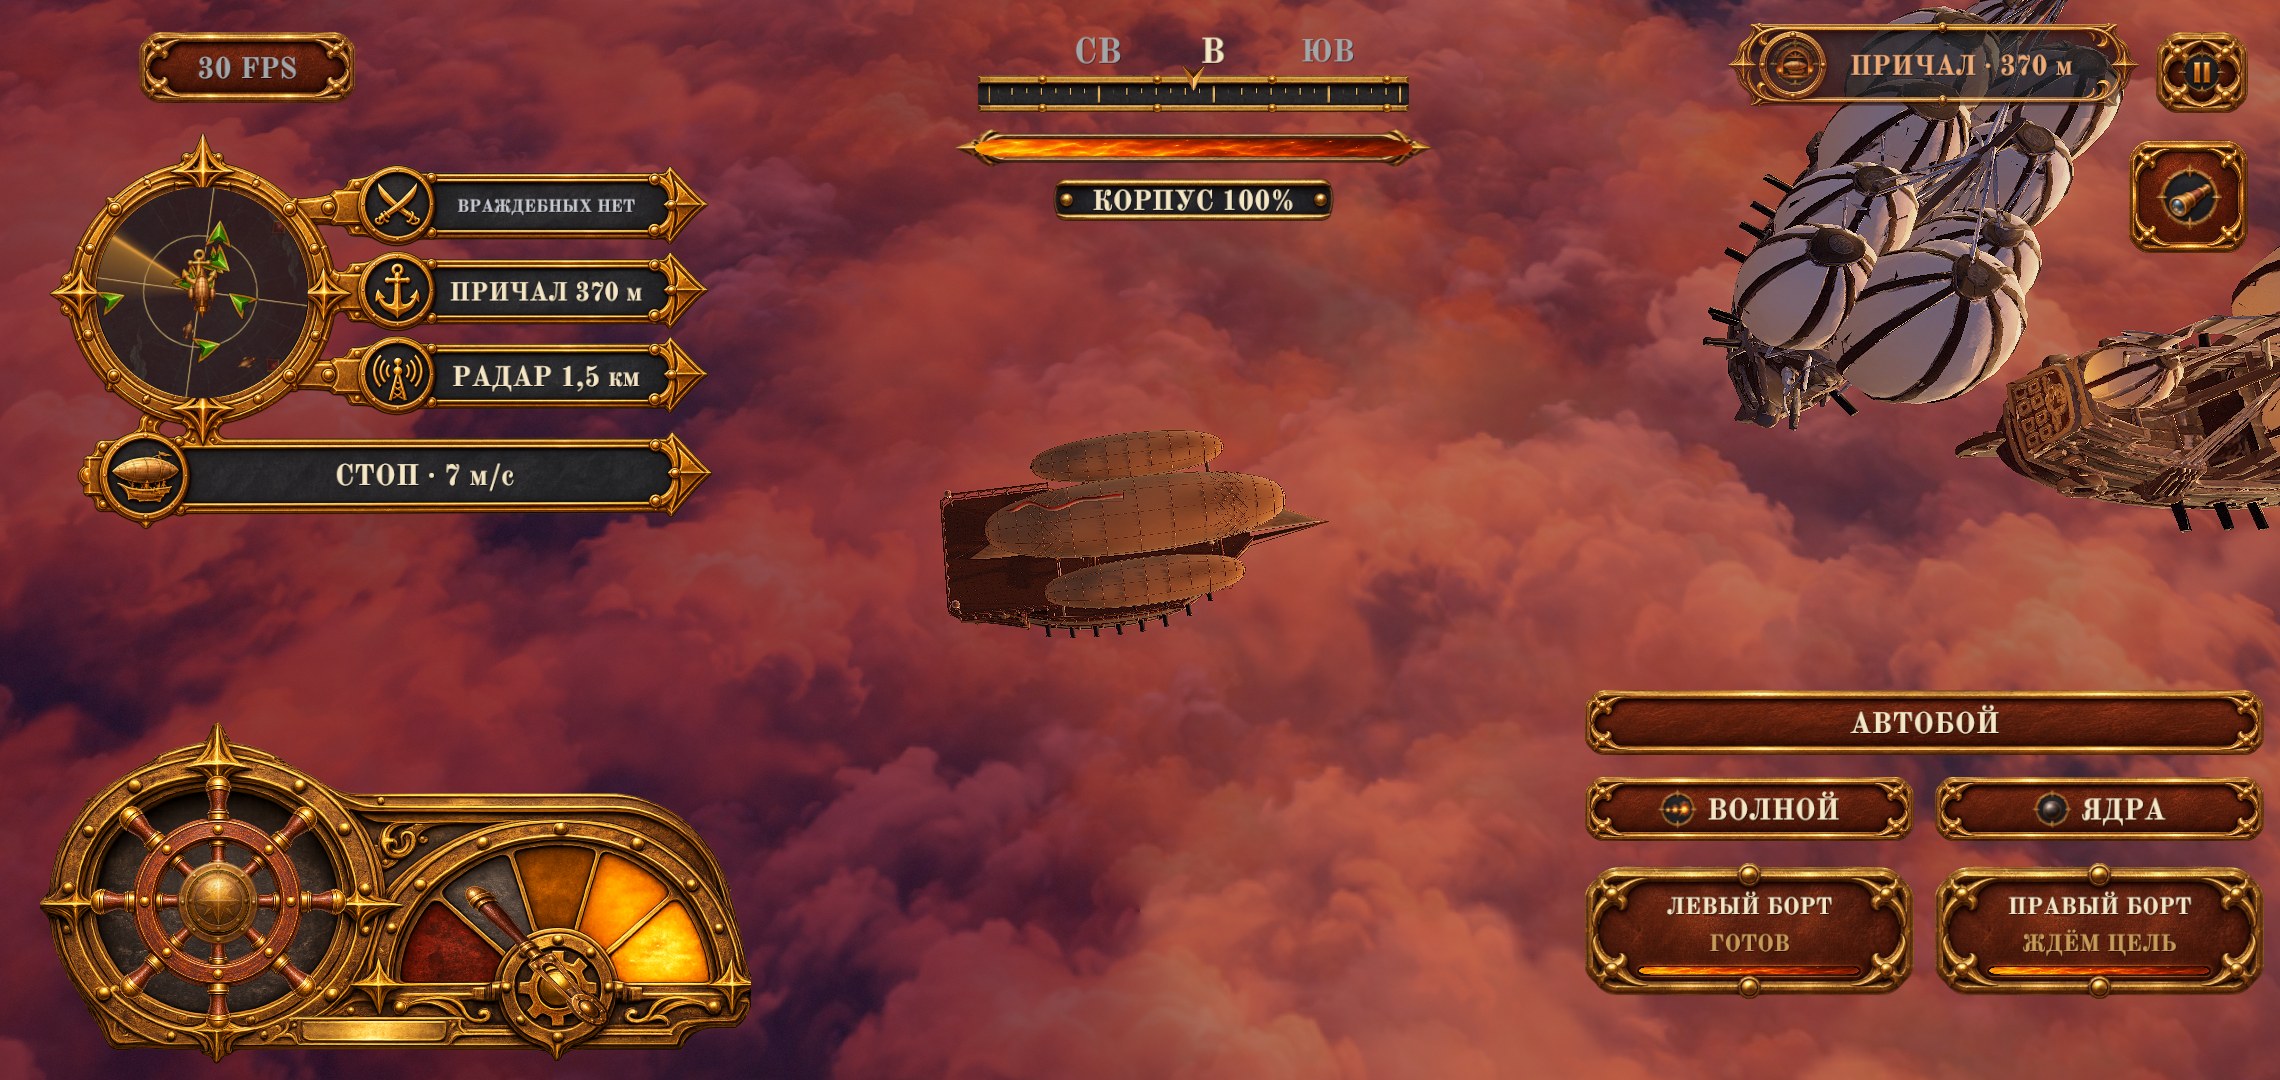 30 FPS
СВ В ЮВ
ПРИЧАЛ · 370 м
КОРПУС 100%
ВРАЖДЕБНЫХ НЕТ
ПРИЧАЛ 370 м
РАДАР 1,5 км
СТОП · 7 м/с
АВТОБОЙ
ВОЛНОЙ
ЯДРА
ЛЕВЫЙ БОРТ
ГОТОВ
ПРАВЫЙ БОРТ
ЖДЁМ ЦЕЛЬ